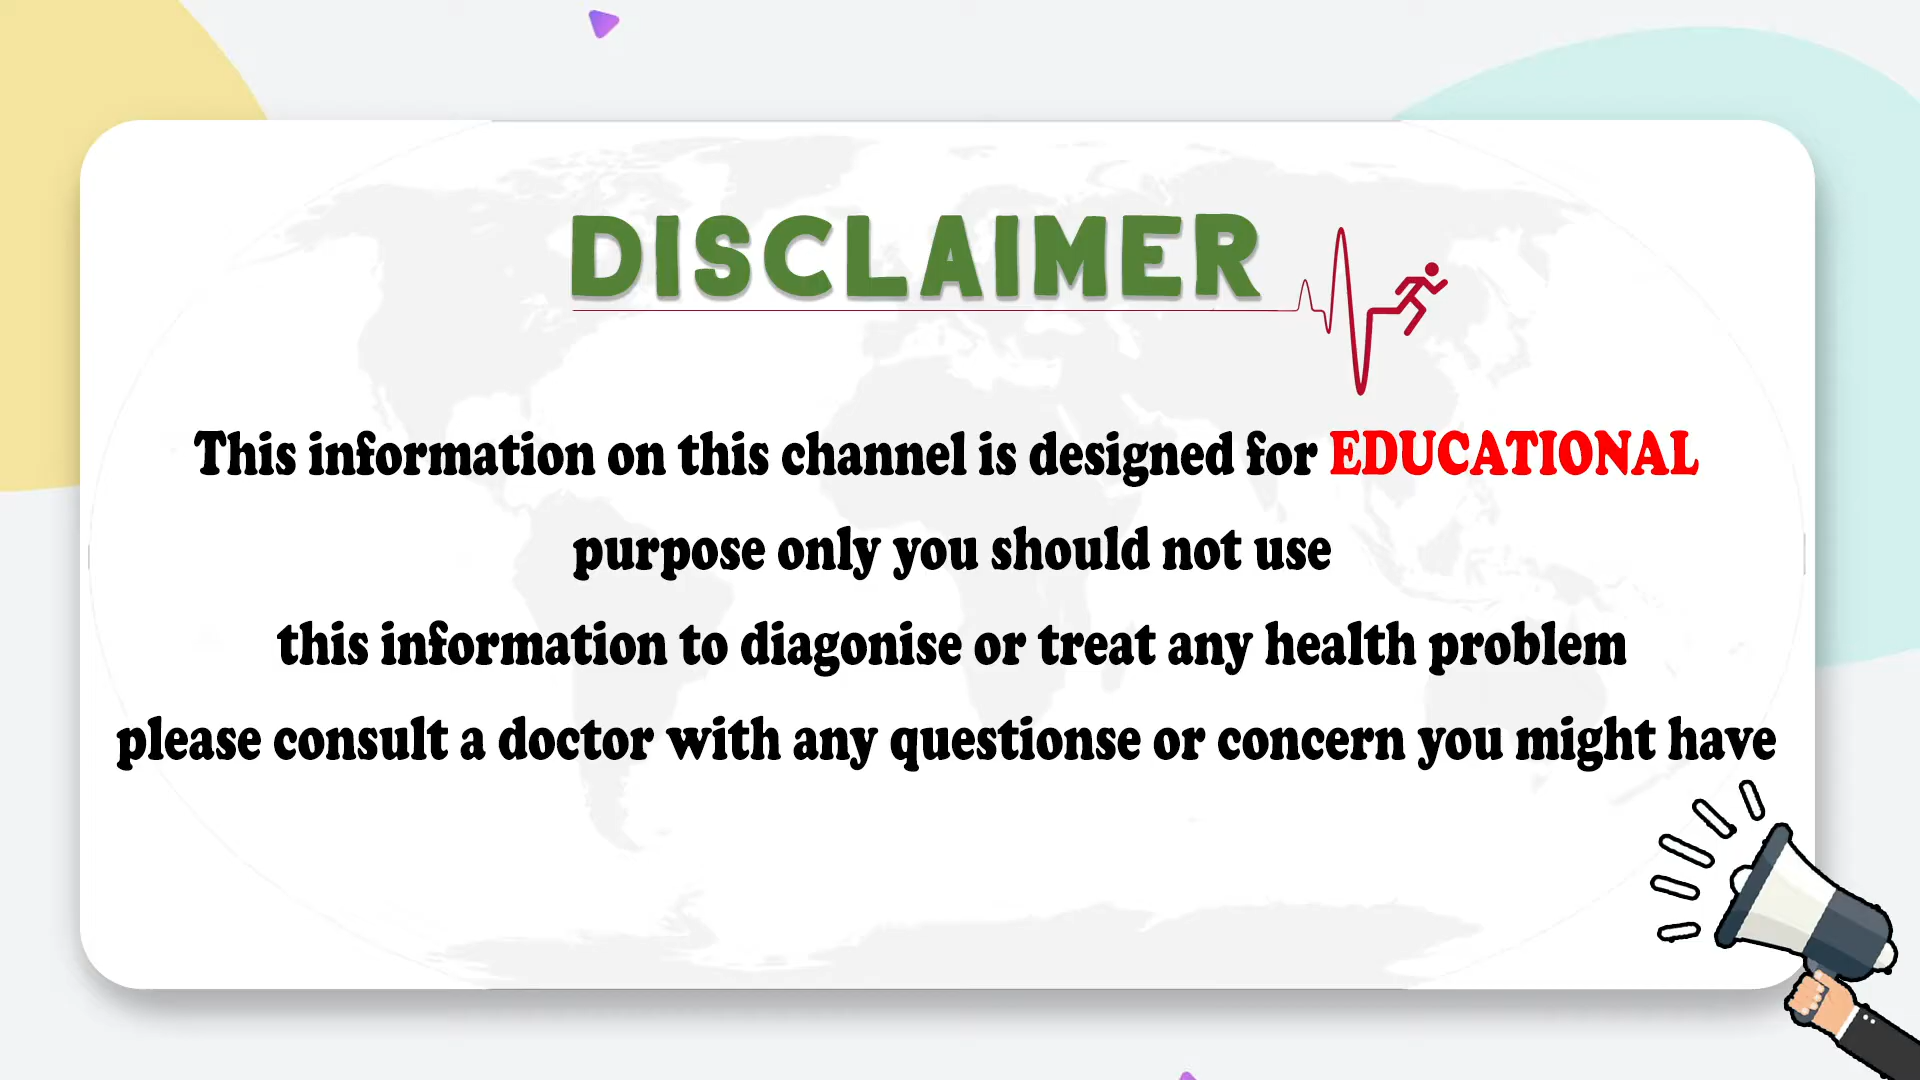 DISCLAIMER
This information on this channel is designed for EDUCATIONAL
purpose only you should not use
this information to diagonise or treat any health problem
please consult a doctor with any questionse or concern you might have